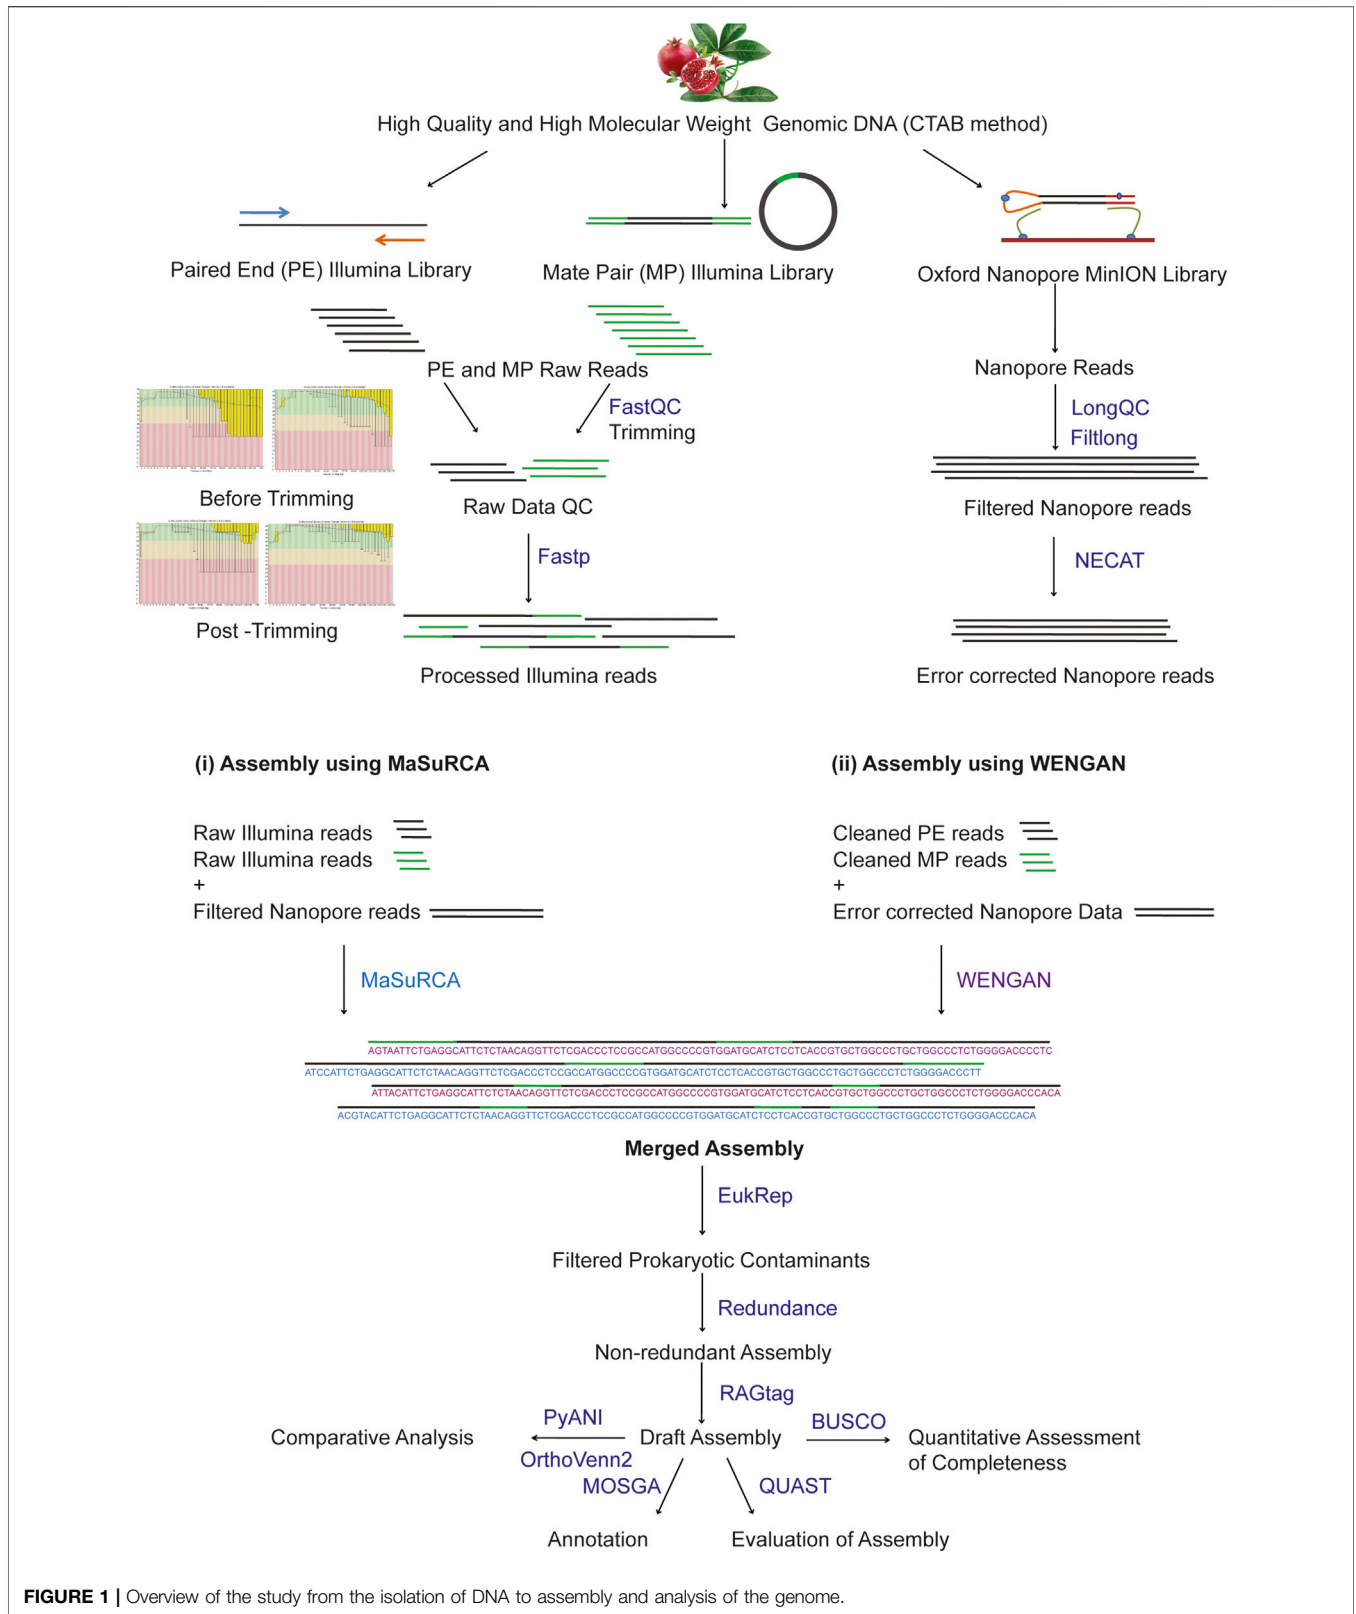 High Quality and High Molecular Weight Genomic DNA (CTAB method)
Paired End (PE) Illumina Library
Mate Pair (MP) Illumina Library
Oxford Nanopore MinION Library
PE and MP Raw Reads
Nanopore Reads
FastQC
Trimming
LongQC
Filtlong
Before Trimming
Raw Data QC
Filtered Nanopore reads
Fastp
NECAT
Post -Trimming
Processed Illumina reads
Error corrected Nanopore reads
(i) Assembly using MaSuRCA
Raw Illumina reads
Raw Illumina reads
+
Filtered Nanopore reads
MaSuRCA
(ii) Assembly using WENGAN
Cleaned PE reads
Cleaned MP reads
+
Error corrected Nanopore Data
WENGAN
AGTAATTCTGAGGCATTCTCTAACAGGTTCTCGACCCTCCGCCATGGCCCCGTGGATGCATCTCCTCACCGTGCTGGCCCTGCTGGCCCTCTGGGGACCCCTC
ATCCATTCTGAGGCATTCTCTAACAGGTTCTCGACCCTCCGCCATGGCCCCGTGGATGCATCTCCTCACCGTGCTGGCCCTGCTGGCCCTCTGGGGACCCTT
ATTACATTCTGAGGCATTCTCTAACAGGTTCTCGACCCTCCGCCATGGCCCCGTGGATGCATCTCCTCACCGTGCTGGCCCTGCTGGCCCTCTGGGGACCCACA
ACGTACATTCTGAGGCATTCTCTAACAGGTTCTCGACCCTCCGCCATGGCCCCGTGGATGCATCTCCTCACCGTGCTGGCCCTGCTGGCCCTCTGGGGACCCACA
Merged Assembly
EukRep
Filtered Prokaryotic Contaminants
Redundance
Non-redundant Assembly
RAGtag
PyANI
BUSCO
Comparative Analysis
Draft Assembly
Quantitative Assessment
of Completeness
OrthoVenn2
MOSGA
QUAST
Annotation
Evaluation of Assembly
FIGURE 1 | Overview of the study from the isolation of DNA to assembly and analysis of the genome.